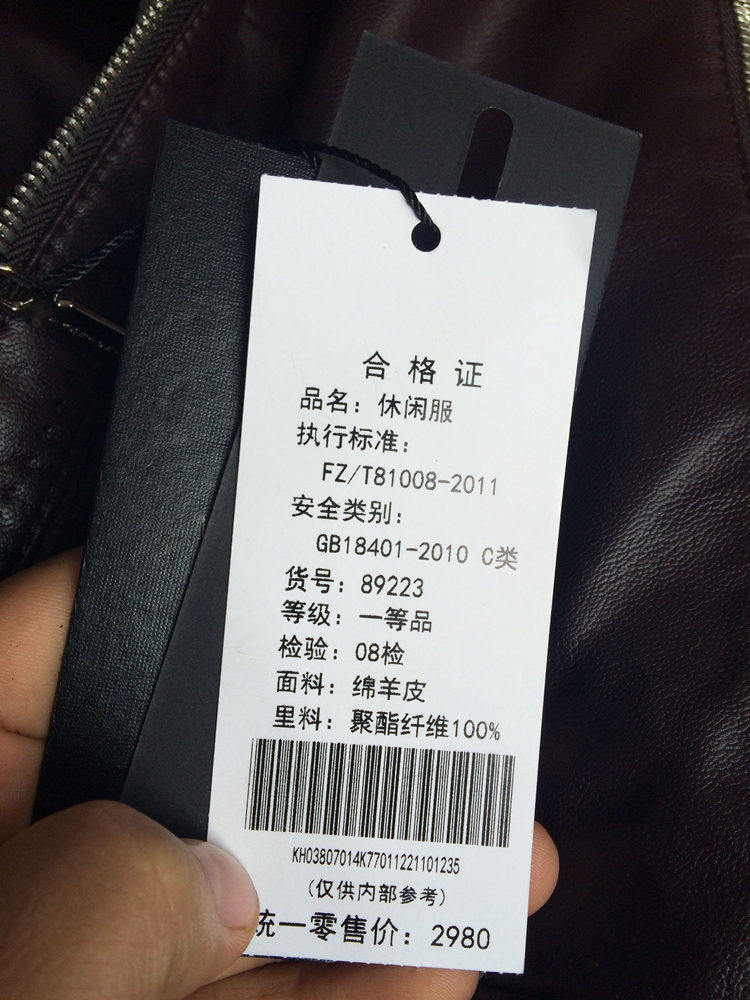 合格证
品名：休闲服
执行标准：
FZ/T81008-2011
安全类别：
GB18401-2010 C类
货号：89223
等级：一等品
检验：08检
面料：绵羊皮
里料：聚酯纤维100%
KH03807014K77011221101235
（仅供内部参考）
统一零售价：2980